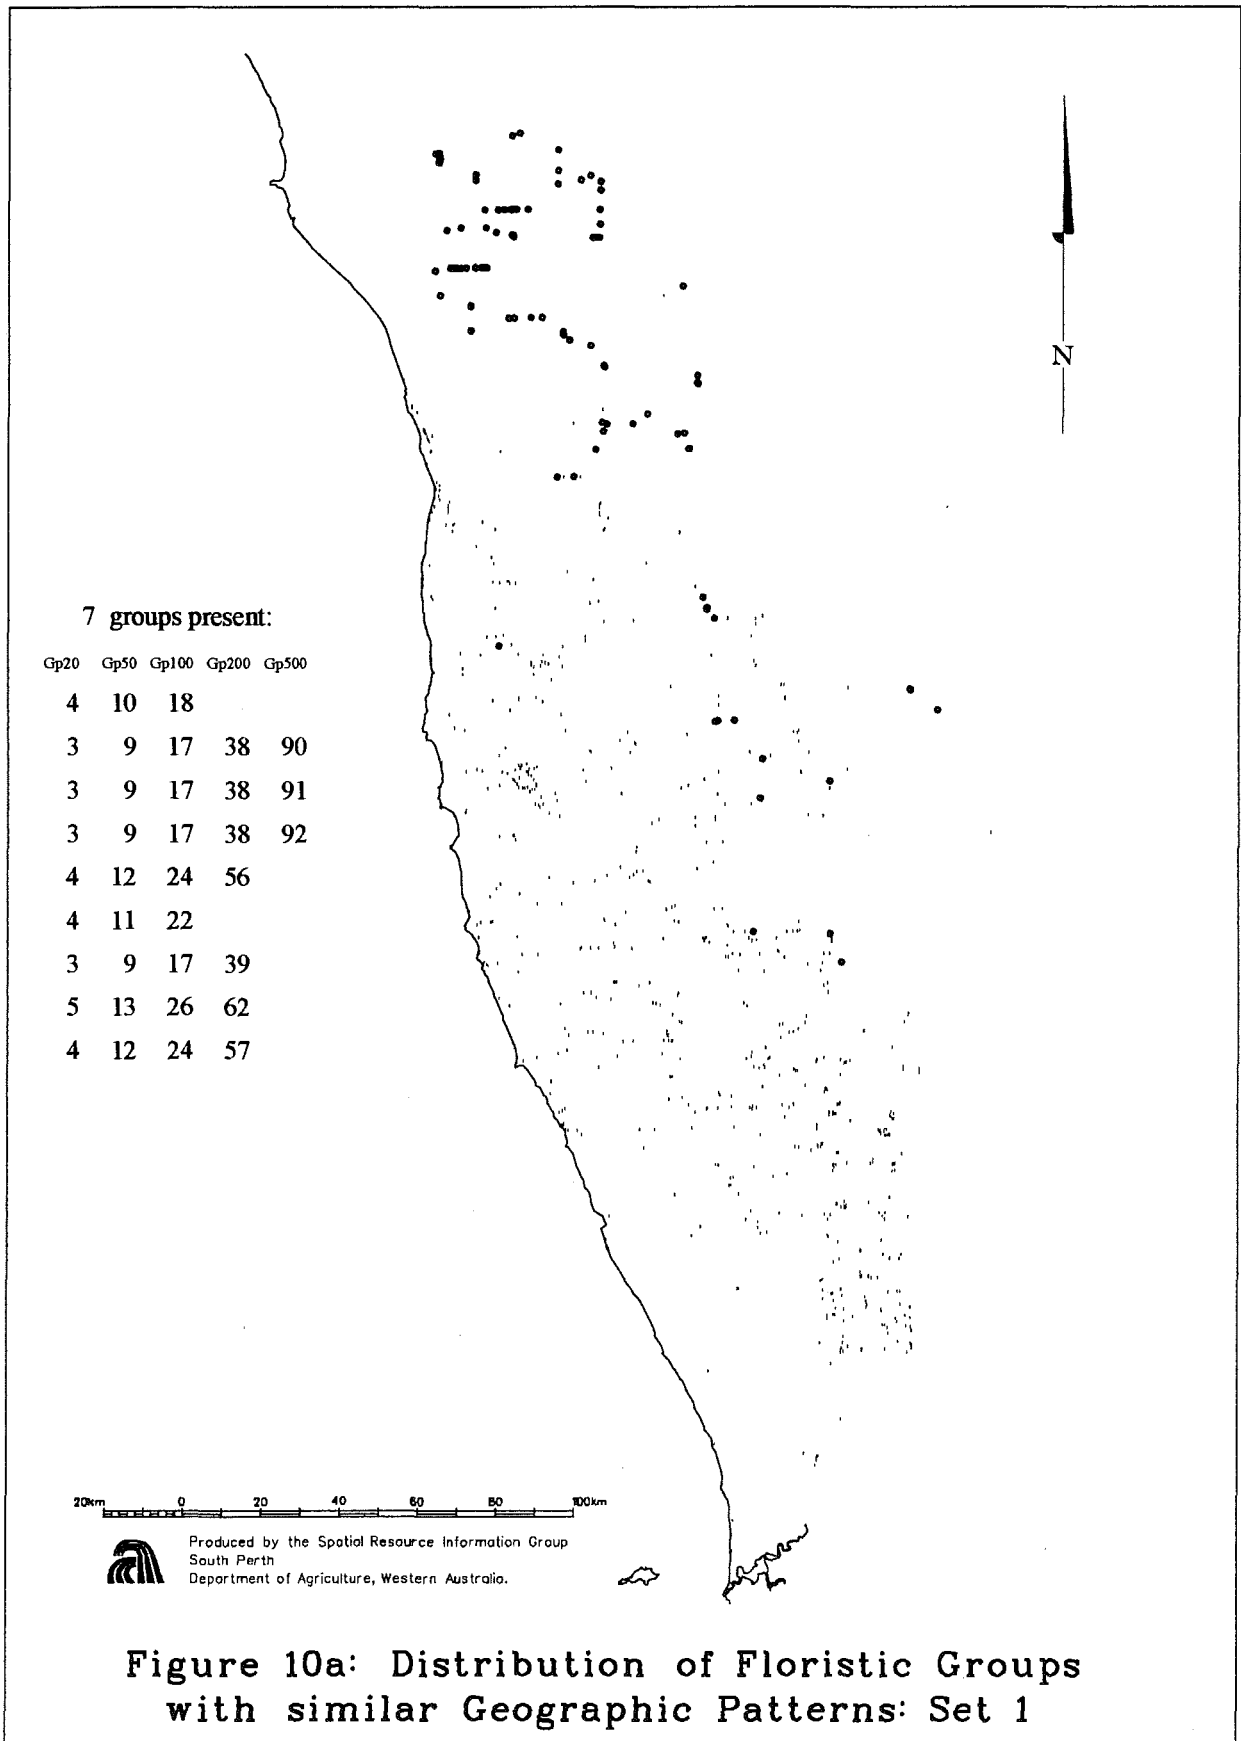 N
7 groups present:
Gp20 Gp50 Gp100 Gp200 Gp500
4 10 18
3 9 17 38 90
3 9 17 38 91
3 9 17 38 92
4 12 24 56
4 11 22
3 9 17 39
5 13 26 62
4 12 24 57
20km 0 20 40 60 80 100km
Produced by the Spatial Resource Information Group
South Perth
Department of Agriculture, Western Australia.
Figure 10a: Distribution of Floristic Groups
with similar Geographic Patterns: Set 1